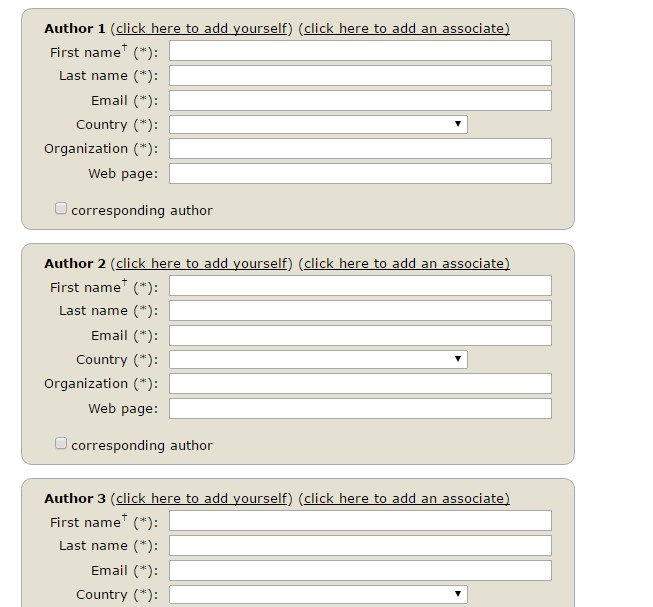 Author 1 (click here to add yourself) (click here to add an associate)
First name† (*):
Last name (*):
Email (*):
Country (*):
Organization (*):
Web page:
corresponding author
Author 2 (click here to add yourself) (click here to add an associate)
First name† (*):
Last name (*):
Email (*):
Country (*):
Organization (*):
Web page:
corresponding author
Author 3 (click here to add yourself) (click here to add an associate)
First name† (*):
Last name (*):
Email (*):
Country (*):